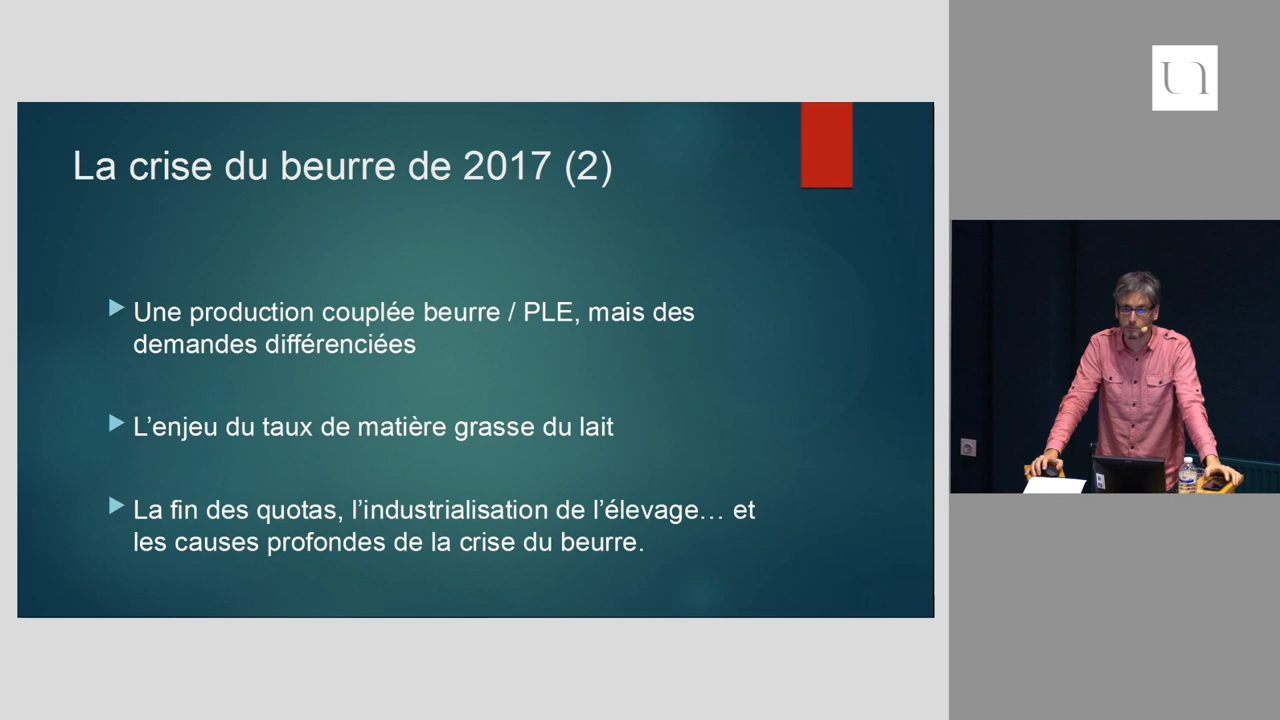 La crise du beurre de 2017 (2)
Une production couplée beurre / PLE, mais des
demandes différenciées
L’enjeu du taux de matière grasse du lait
La fin des quotas, l’industrialisation de l’élevage… et
les causes profondes de la crise du beurre.